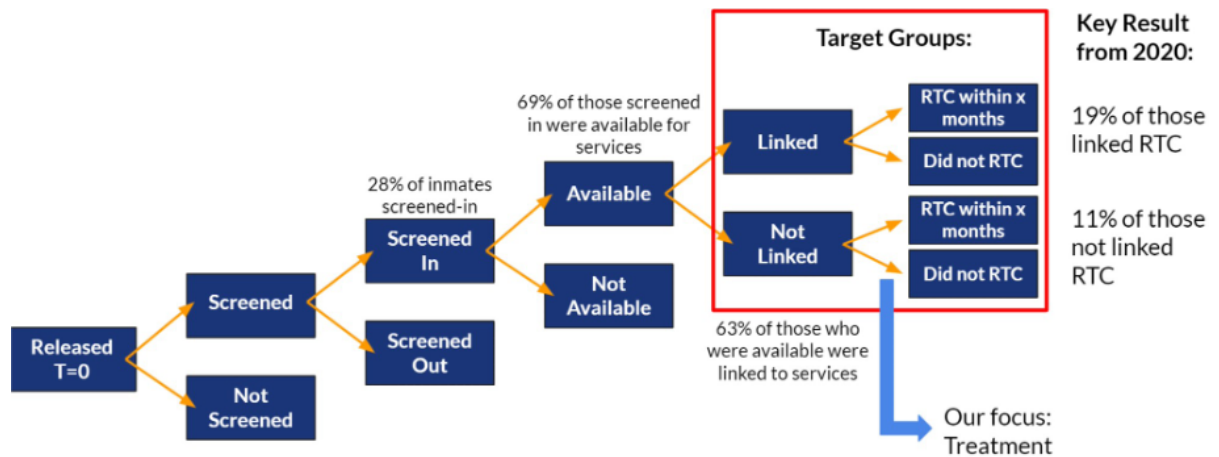 Target Groups:
Key Result
from 2020:
69% of those screened
in were available for
services
RTC within x
months
Linked
Did not RTC
19% of those
linked RTC
28% of inmates
screened-in
Available
Screened
In
Not
Linked
RTC within x
months
Did not RTC
11% of those
not linked
RTC
Screened
Not
Available
63% of those who
were available were
linked to services
Released
T=0
Screened
Out
Not
Screened
Our focus:
Treatment